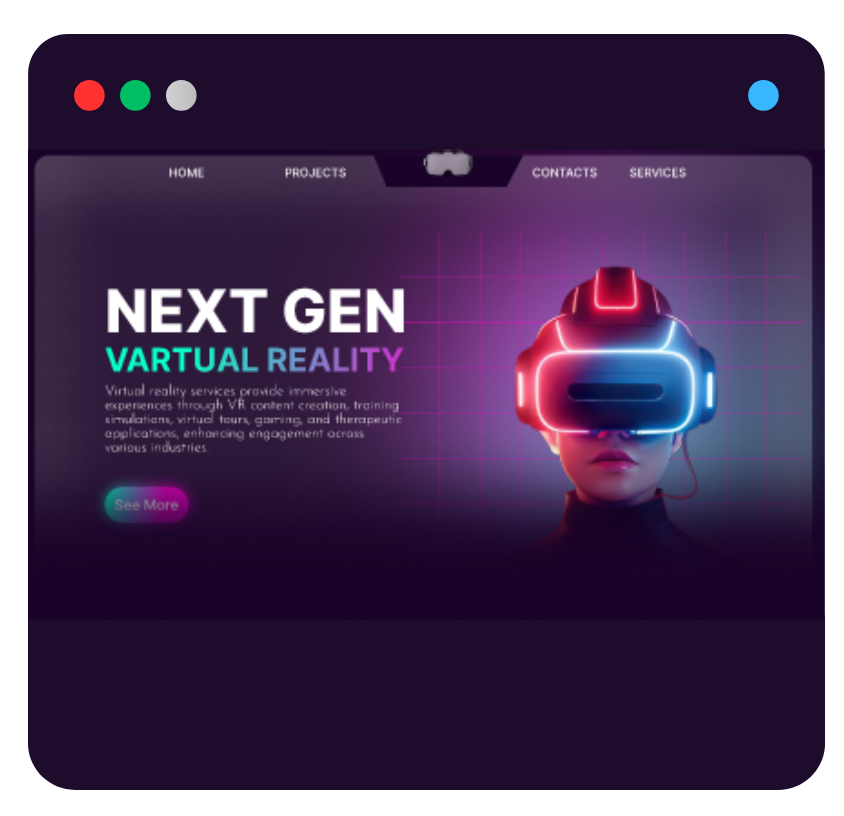 HOME PROJECTS CONTACTS SERVICES
NEXT GEN
VARTUAL REALITY
Virtual reality services provide immersive
experiences through VR content creation, training
simulations, virtual tours, gaming, and therapeutic
applications, enhancing engagement across
various industries.
See More